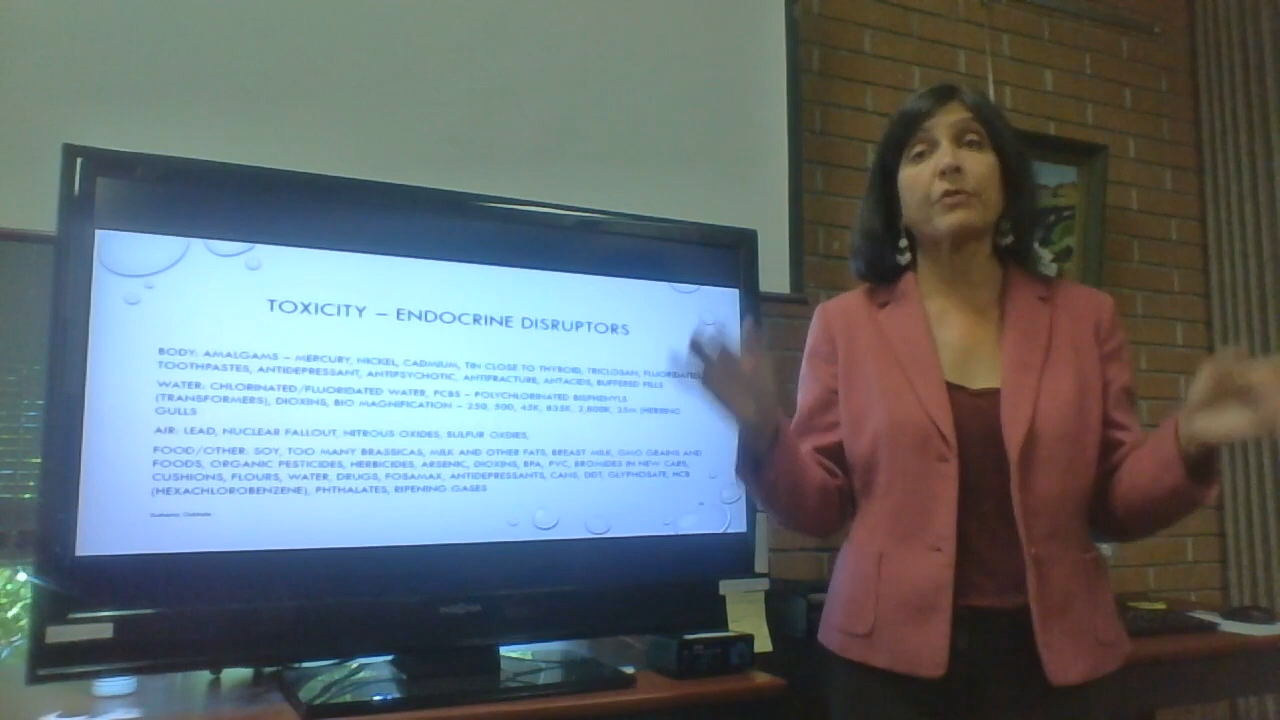 TOXICITY – ENDOCRINE DISRUPTORS
BODY: AMALGAMS – MERCURY, NICKEL, CADMIUM, TIN CLOSE TO THYROID, TRICLOSAN, FLUORIDATED
TOOTHPASTES, ANTIDEPRESSANT, ANTIPSYCHOTIC, ANTIFRACTURE, ANTACIDS, BUFFERED PILLS
WATER: CHLORINATED/FLUORIDATED WATER, PCBS – POLYCHLORINATED BISPHENYLS
(TRANSFORMERS), DIOXINS, BIO MAGNIFICATION – 250, 500, 45K, 835K, 2,800K, 25M (HERRING
GULLS
AIR: LEAD, NUCLEAR FALLOUT, NITROUS OXIDES, SULFUR OXDIES,
FOOD/OTHER: SOY, TOO MANY BRASSICAS, MILK AND OTHER FATS, BREAST MILK, GMO GRAINS AND
FOODS, ORGANIC PESTICIDES, HERBICIDES, ARSENIC, DIOXINS, BPA, PVC, BROMIDES IN NEW CARS,
CUSHIONS, FLOURS, WATER, DRUGS, FOSAMAX, ANTIDEPRESSANTS, CANS, DDT, GLYPHOSATE, HCB
(HEXACHLOROBENZENE), PHTHALATES, RIPENING GASES
INSIGNIA